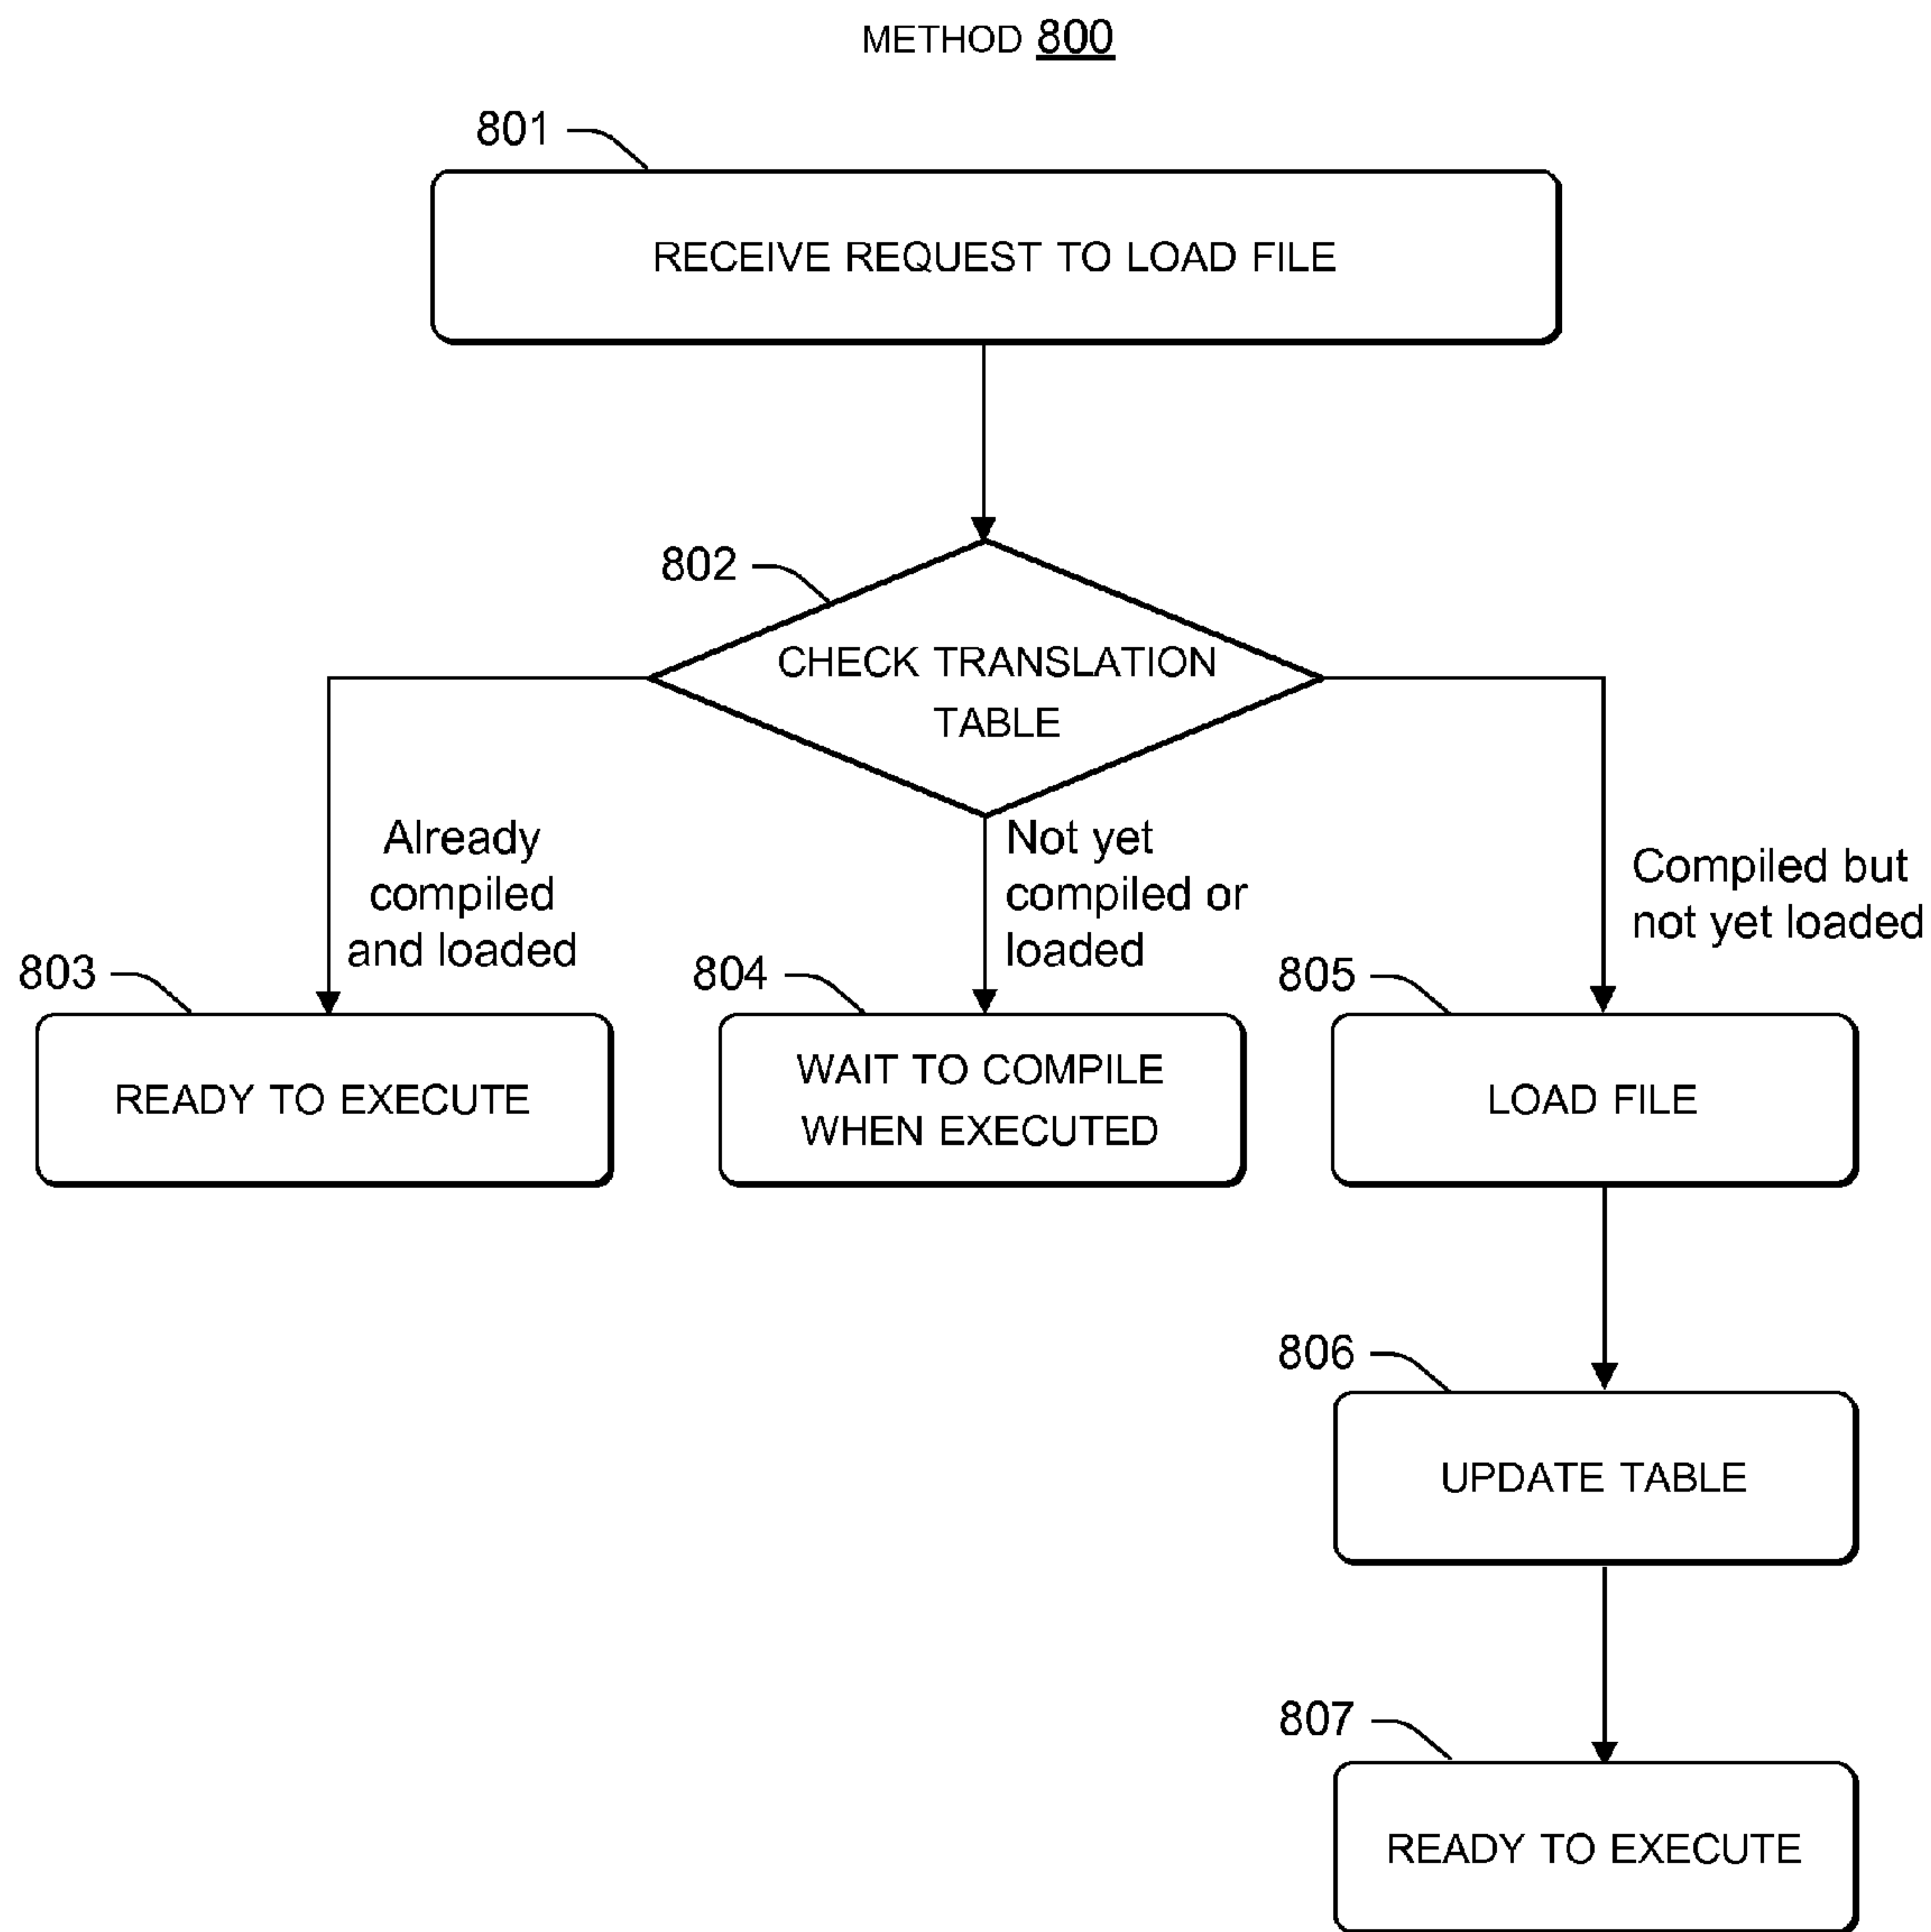 METHOD 800
801
RECEIVE REQUEST TO LOAD FILE
802
CHECK TRANSLATION
TABLE
Already
compiled
and loaded
Not yet
compiled or
loaded
Compiled but
not yet loaded
803
READY TO EXECUTE
804
WAIT TO COMPILE
WHEN EXECUTED
805
LOAD FILE
806
UPDATE TABLE
807
READY TO EXECUTE